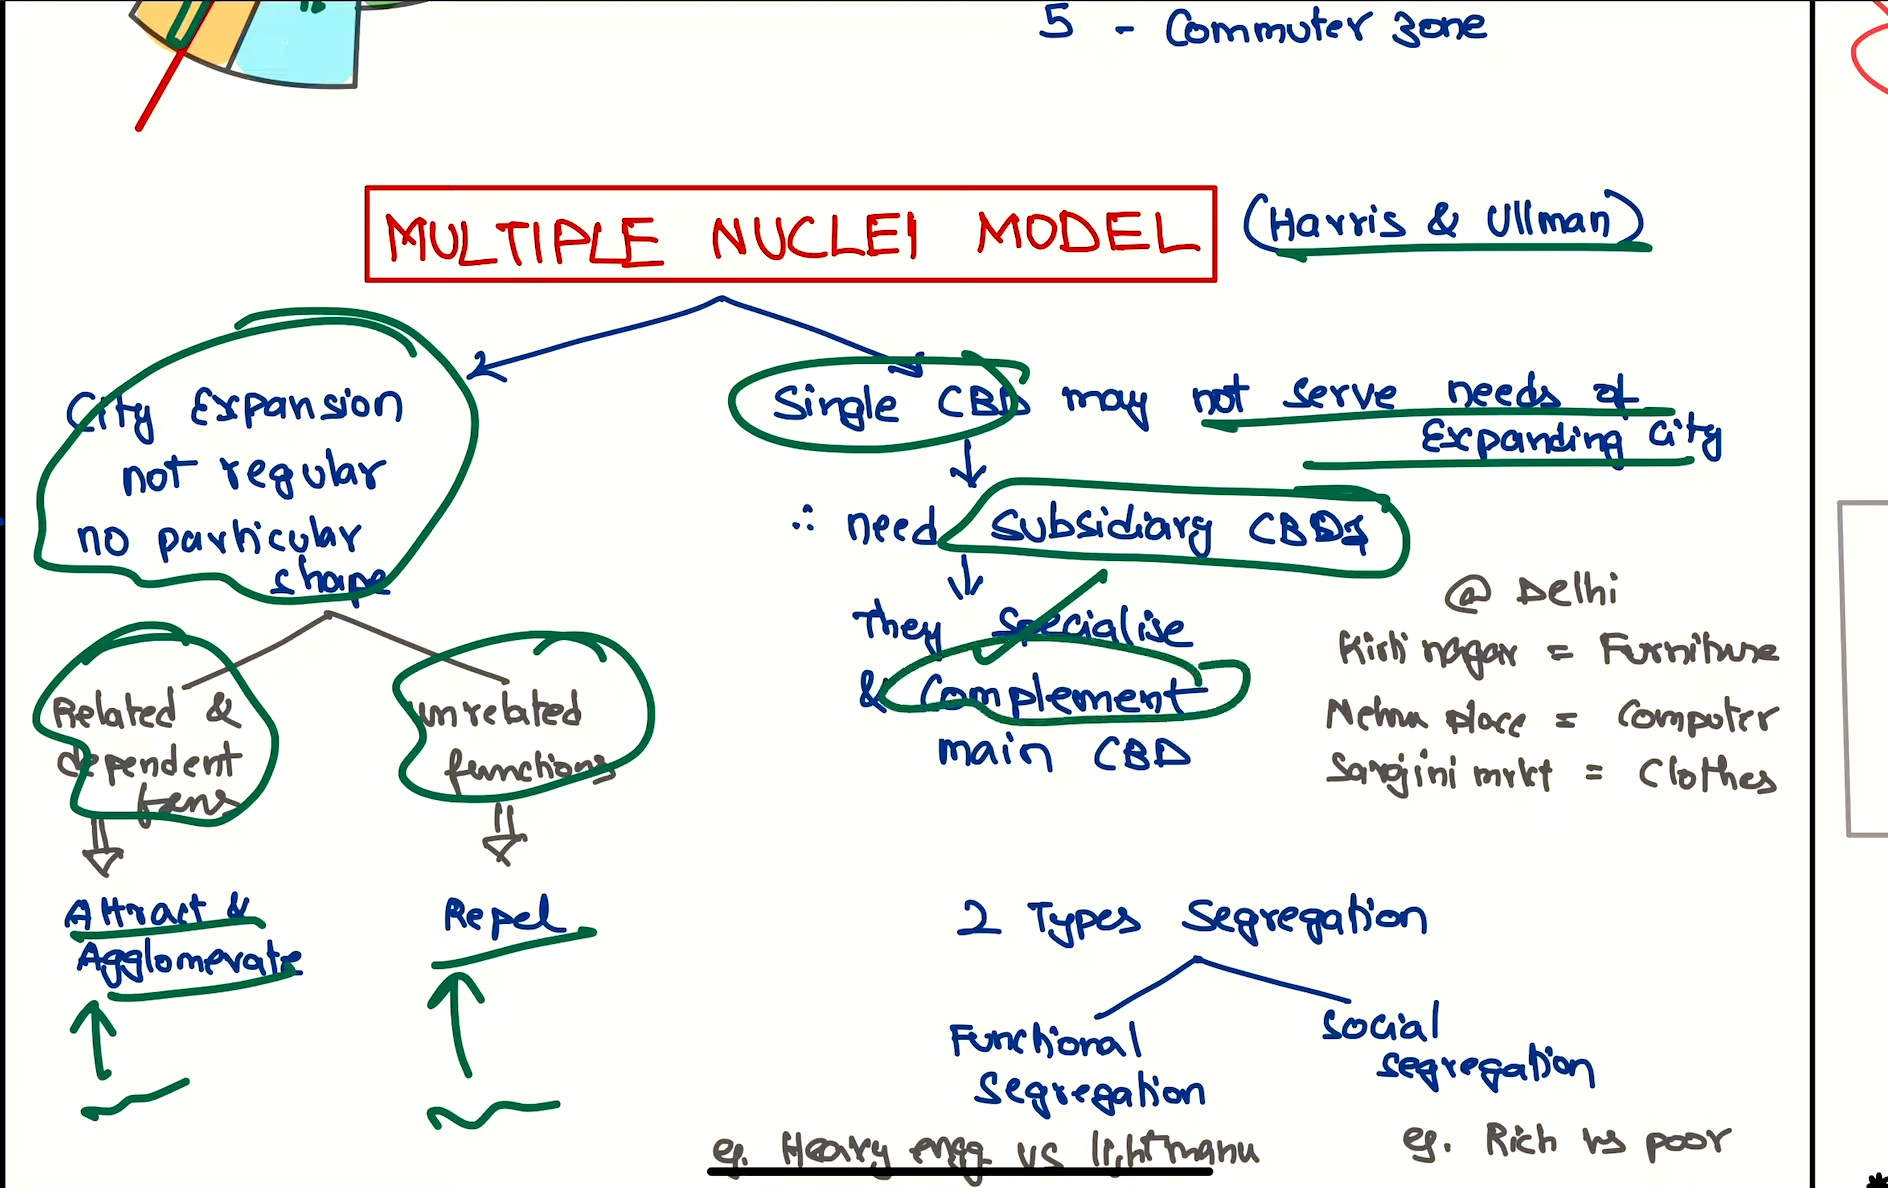 5 - Commuter zone
MULTIPLE NUCLEI MODEL
(Harris & Ullman)
City Expansion
not regular
no particular
shape
Single CBD may not serve needs of
Expanding City
∴ need subsidiary CBDs
They Specialise
& Complement
main CBD
Related &
dependent
fxns
unrelated
functions
Attract &
Agglomerate
Repel
@ Delhi
Kirti nagar = Furniture
Nehru place = Computer
Sarojini mrkt = Clothes
2 Types Segregation
Functional
Segregation
eg. Heavy engg vs light manu
Social
segregation
eg. Rich vs poor